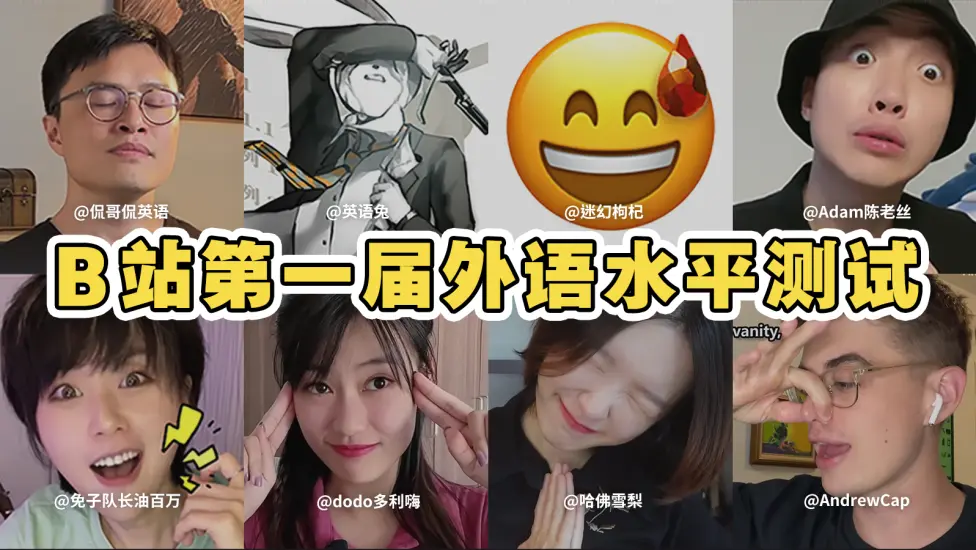 @侃哥侃英语
@英语兔
@迷幻枸杞
@Adam陈老丝
B站第一届外语水平测试
vanity,
@兔子队长油百万
@dodo多利嗨
@哈佛雪梨
@AndrewCap